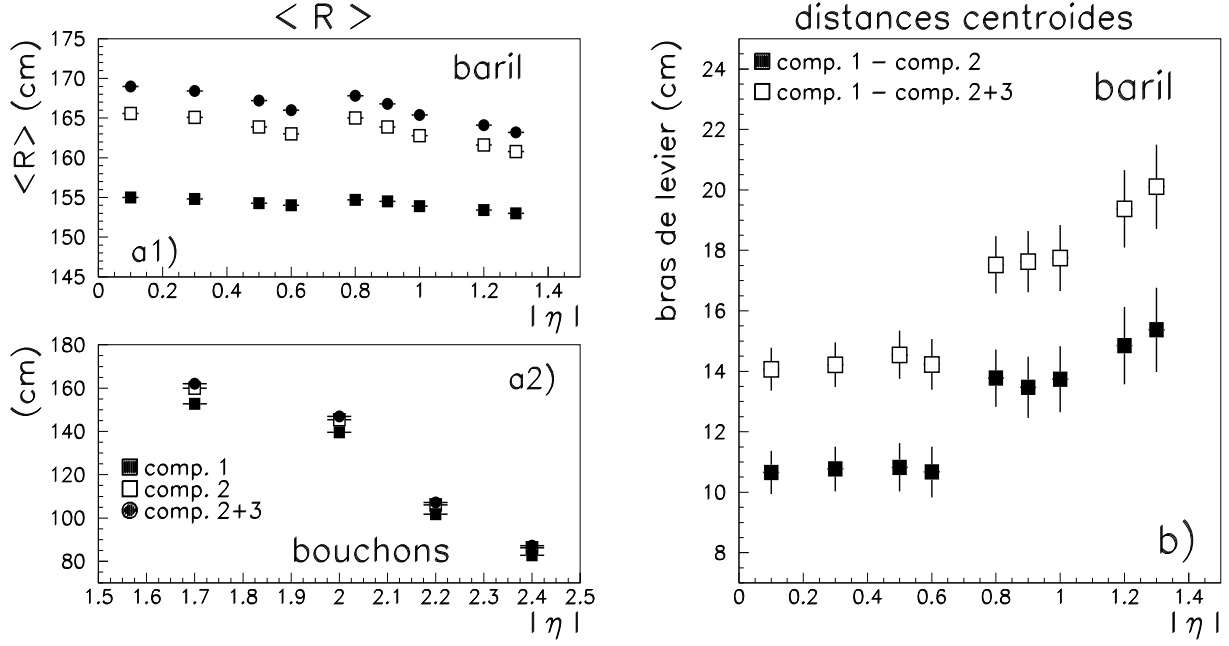 < R >
<R> (cm)
175
170
165
160
155
150
145
baril
a1)
0 0.2 0.4 0.6 0.8 1 1.2 1.4
| η |
(cm)
180
160
140
120
100
80
a2)
comp. 1
comp. 2
comp. 2+3
bouchons
1.5 1.6 1.7 1.8 1.9 2 2.1 2.2 2.3 2.4 2.5
| η |
distances centroides
bras de levier (cm)
24
22
20
18
16
14
12
10
8
comp. 1 – comp. 2
comp. 1 – comp. 2+3
baril
b)
0 0.2 0.4 0.6 0.8 1 1.2 1.4
| η |